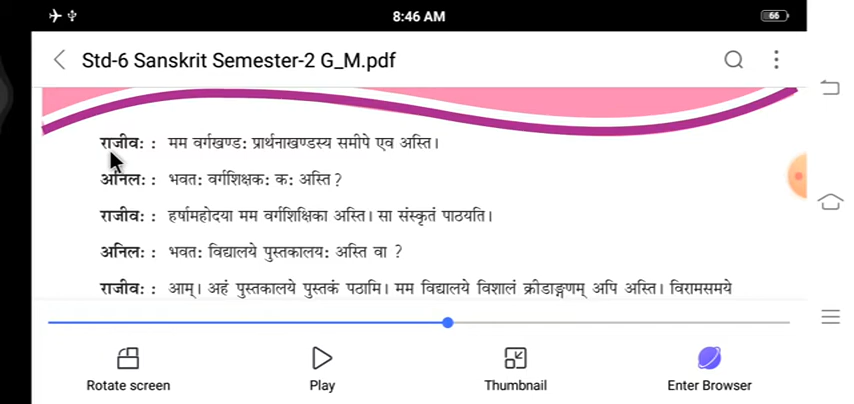 8:46 AM
66
Std-6 Sanskrit Semester-2 G_M.pdf
राजीवः : मम वर्गखण्डः प्रार्थनाखण्डस्य समीपे एव अस्ति।
अनिलः : भवतः वर्गशिक्षकः कः अस्ति ?
राजीवः : हर्षामहोदया मम वर्गशिक्षिका अस्ति। सा संस्कृतं पाठयति।
अनिलः : भवतः विद्यालये पुस्तकालयः अस्ति वा ?
राजीवः : आम्। अहं पुस्तकालये पुस्तकं पठामि। मम विद्यालये विशालं क्रीडाङ्गणम् अपि अस्ति। विरामसमये
Rotate screen
Play
Thumbnail
Enter Browser